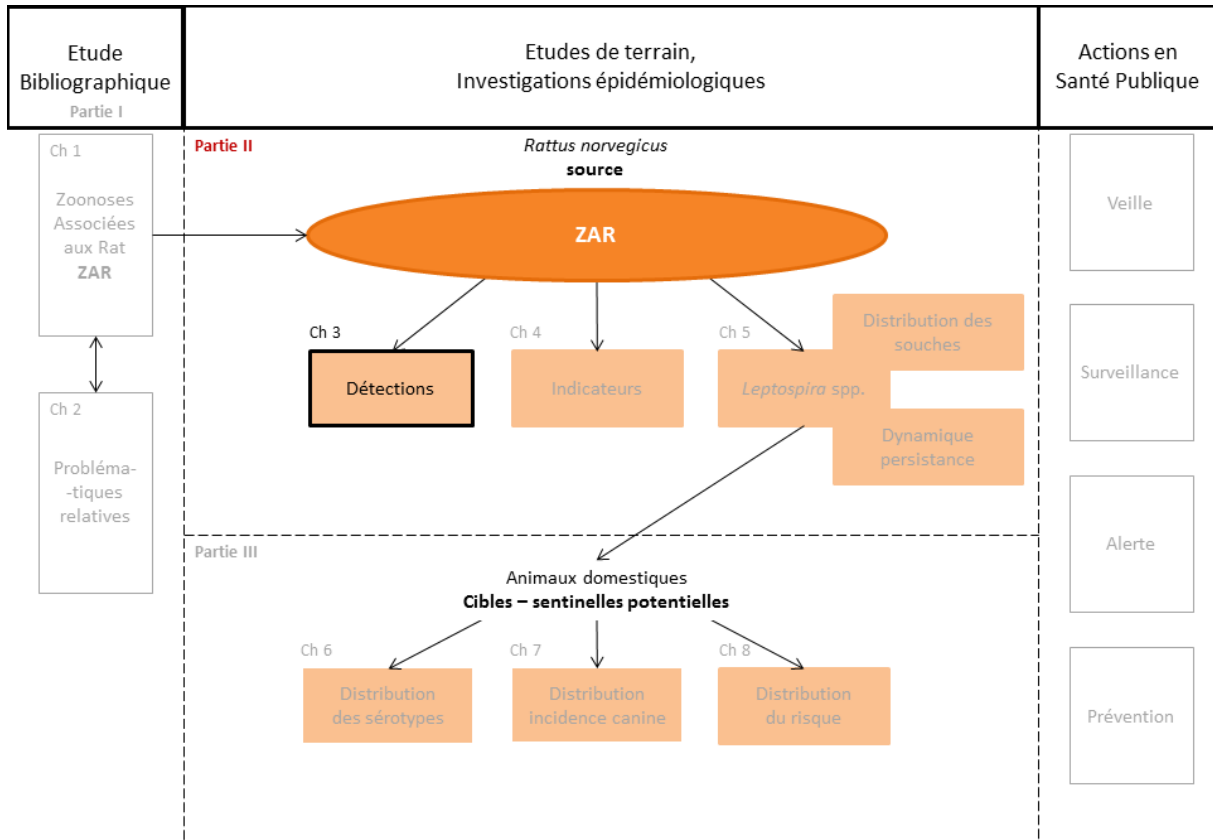 Etude
Bibliographique
Partie I
Etudes de terrain,
Investigations épidémiologiques
Actions en
Santé Publique
Ch 1
Zoonoses
Associées
aux Rat
ZAR
Ch 2
Probléma-
-tiques
relatives
Partie II
Rattus norvegicus
source
ZAR
Ch 3
Détections
Ch 4
Indicateurs
Ch 5
Leptospira spp.
Distribution des
souches
Dynamique
persistance
Partie III
Animaux domestiques
Cibles – sentinelles potentielles
Ch 6
Distribution
des sérotypes
Ch 7
Distribution
incidence canine
Ch 8
Distribution
du risque
Veille
Surveillance
Alerte
Prévention